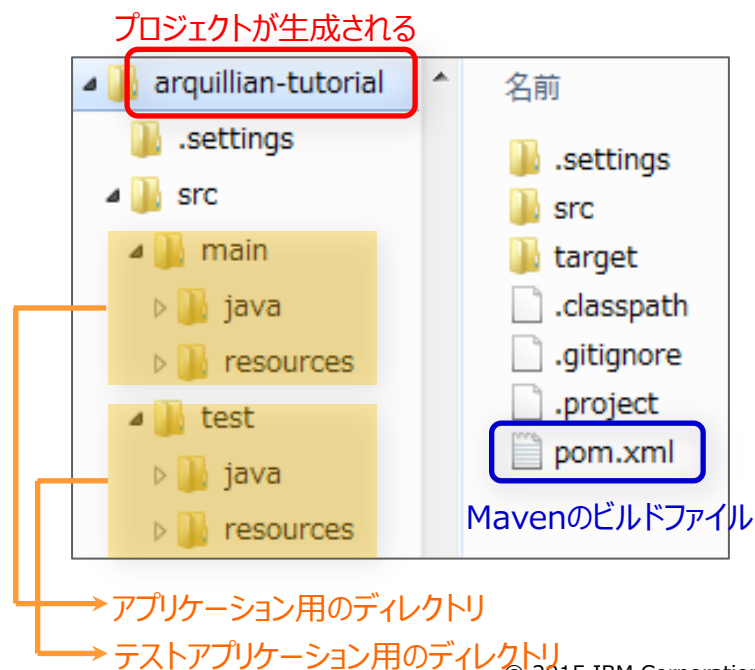 プロジェクトが生成される
arquillian-tutorial
.settings
src
main
java
resources
test
java
resources
名前
.settings
src
target
.classpath
.gitignore
.project
pom.xml
Mavenのビルドファイル
アプリケーション用のディレクトリ
テストアプリケーション用のディレクトリ
© 2015 IBM Corporation